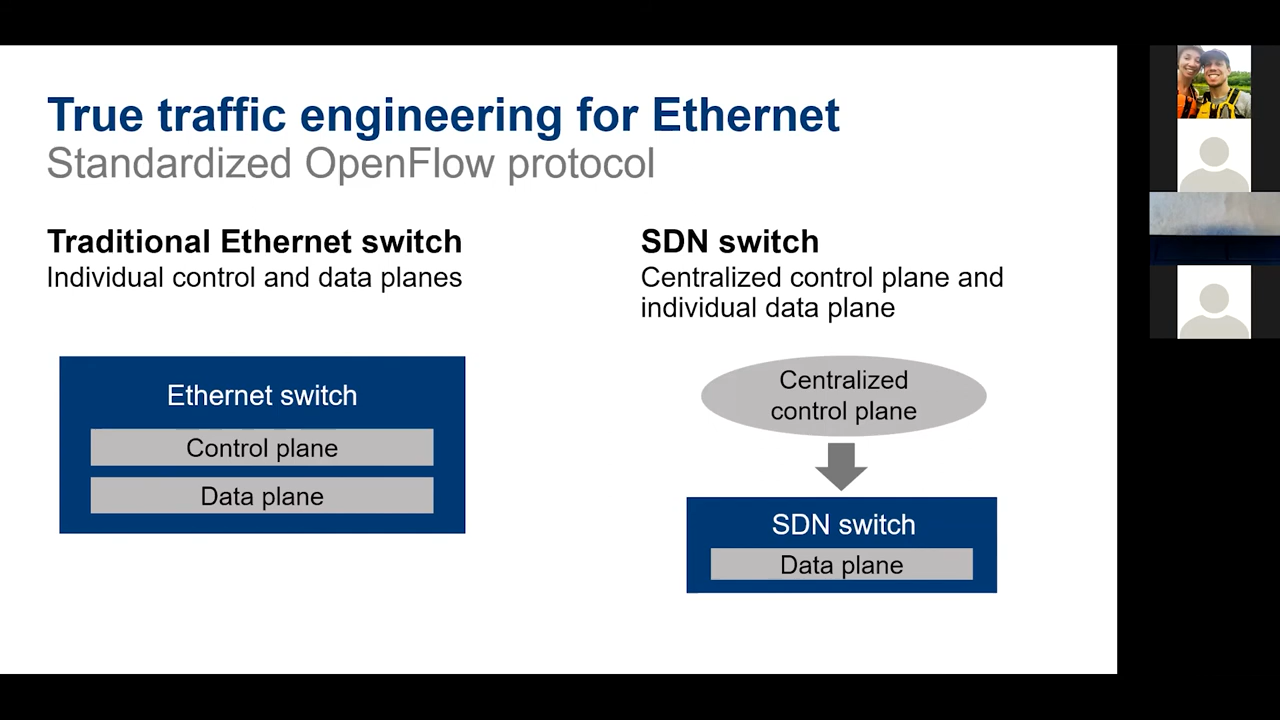 True traffic engineering for Ethernet
Standardized OpenFlow protocol
Traditional Ethernet switch
Individual control and data planes
Ethernet switch
Control plane
Data plane
SDN switch
Centralized control plane and
individual data plane
Centralized
control plane
SDN switch
Data plane